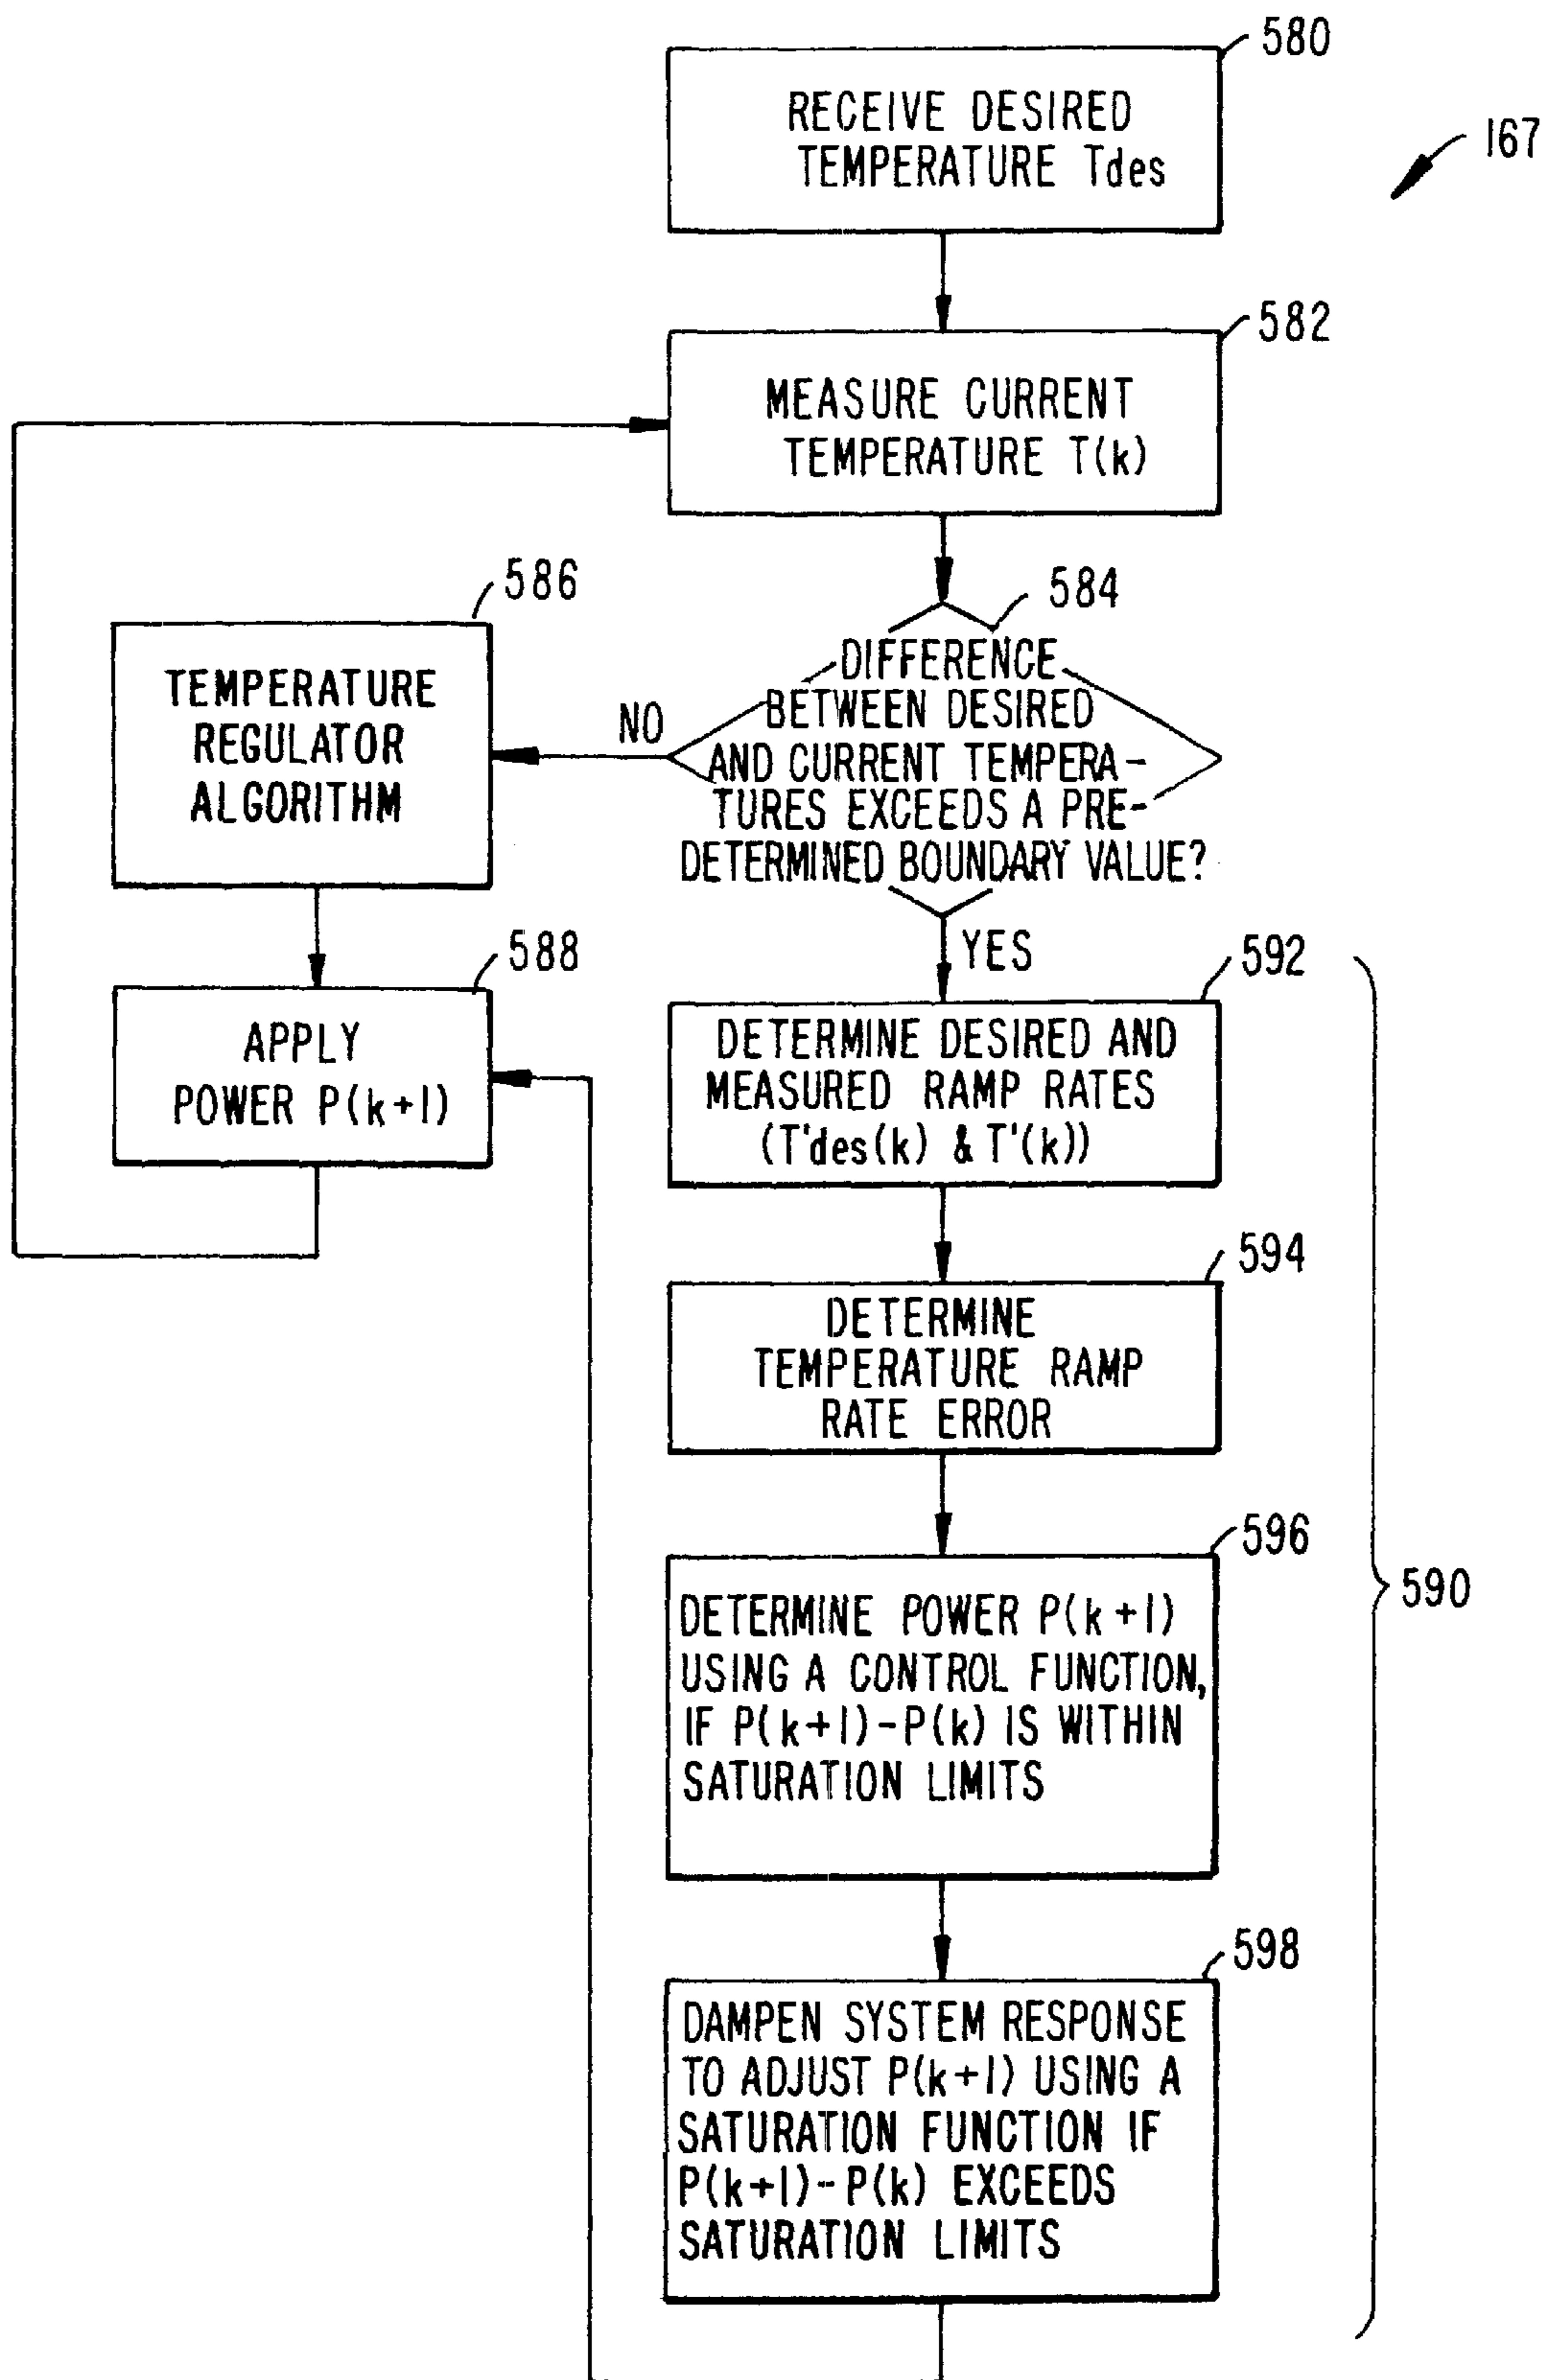 580
RECEIVE DESIRED
TEMPERATURE Tdes
167
582
MEASURE CURRENT
TEMPERATURE T(k)
584
DIFFERENCE
BETWEEN DESIRED
AND CURRENT TEMPERA-
TURES EXCEEDS A PRE-
DETERMINED BOUNDARY VALUE?
NO
586
TEMPERATURE
REGULATOR
ALGORITHM
588
APPLY
POWER P(k+1)
YES
592
DETERMINE DESIRED AND
MEASURED RAMP RATES
(T'des(k) & T'(k))
594
DETERMINE
TEMPERATURE RAMP
RATE ERROR
596
DETERMINE POWER P(k+1)
USING A CONTROL FUNCTION,
IF P(k+1)-P(k) IS WITHIN
SATURATION LIMITS
590
598
DAMPEN SYSTEM RESPONSE
TO ADJUST P(k+1) USING A
SATURATION FUNCTION IF
P(k+1)-P(k) EXCEEDS
SATURATION LIMITS